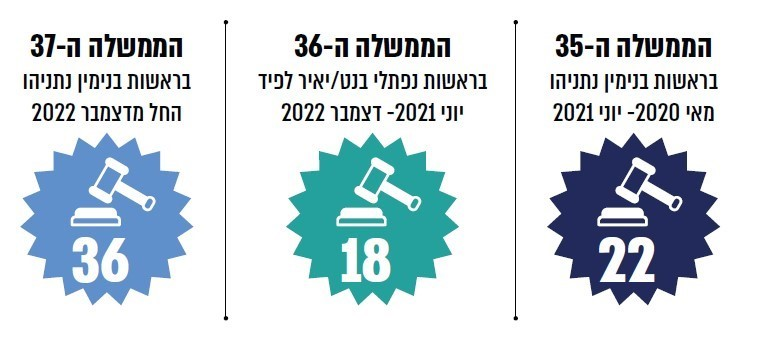 הממשלה ה-35
בראשות בנימין נתניהו
מאי 2020- יוני 2021
22
הממשלה ה-36
בראשות נפתלי בנט/יאיר לפיד
יוני 2021- דצמבר 2022
18
הממשלה ה-37
בראשות בנימין נתניהו
החל מדצמבר 2022
36